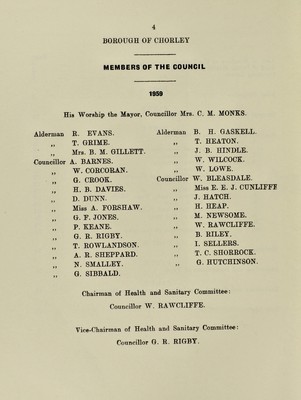 4
BOROUGH OF CHORLEY
MEMBERS OF THE COUNCIL
1959
His Worship the Mayor, Councillor Mrs. C. M. MONKS.
Alderman R. EVANS.
,, T. GRIME.
,, Mrs. B. M. GILLETT.
Councillor A. BARNES.
,, W. CORCORAN.
,, G. CROOK.
,, H. B. DAVIES.
,, D. DUNN.
,, Miss A. FORSHAW.
,, G. F. JONES.
,, P. KEANE.
,, G. R. RIGBY.
,, T. ROWLANDSON.
,, A. R. SHEPPARD.
,, N. SMALLEY.
,, G. SIBBALD.
Alderman B. H. GASKELL.
,, T. HEATON.
,, J. B. HINDLE.
,, W. WILCOCK.
,, W. LOWE.
Councillor W. BLEASDALE.
,, Miss E. E. J. CUNLIFFE
,, J. HATCH.
,, H. HEAP.
,, M. NEWSOME.
,, W. RAWCLIFFE.
,, B. RILEY.
,, I. SELLERS.
,, T. C. SHORROCK.
,, G. HUTCHINSON.
Chairman of Health and Sanitary Committee:
Councillor W. RAWCLIFFE.
Vice-Chairman of Health and Sanitary Committee:
Councillor G. R. RIGBY.